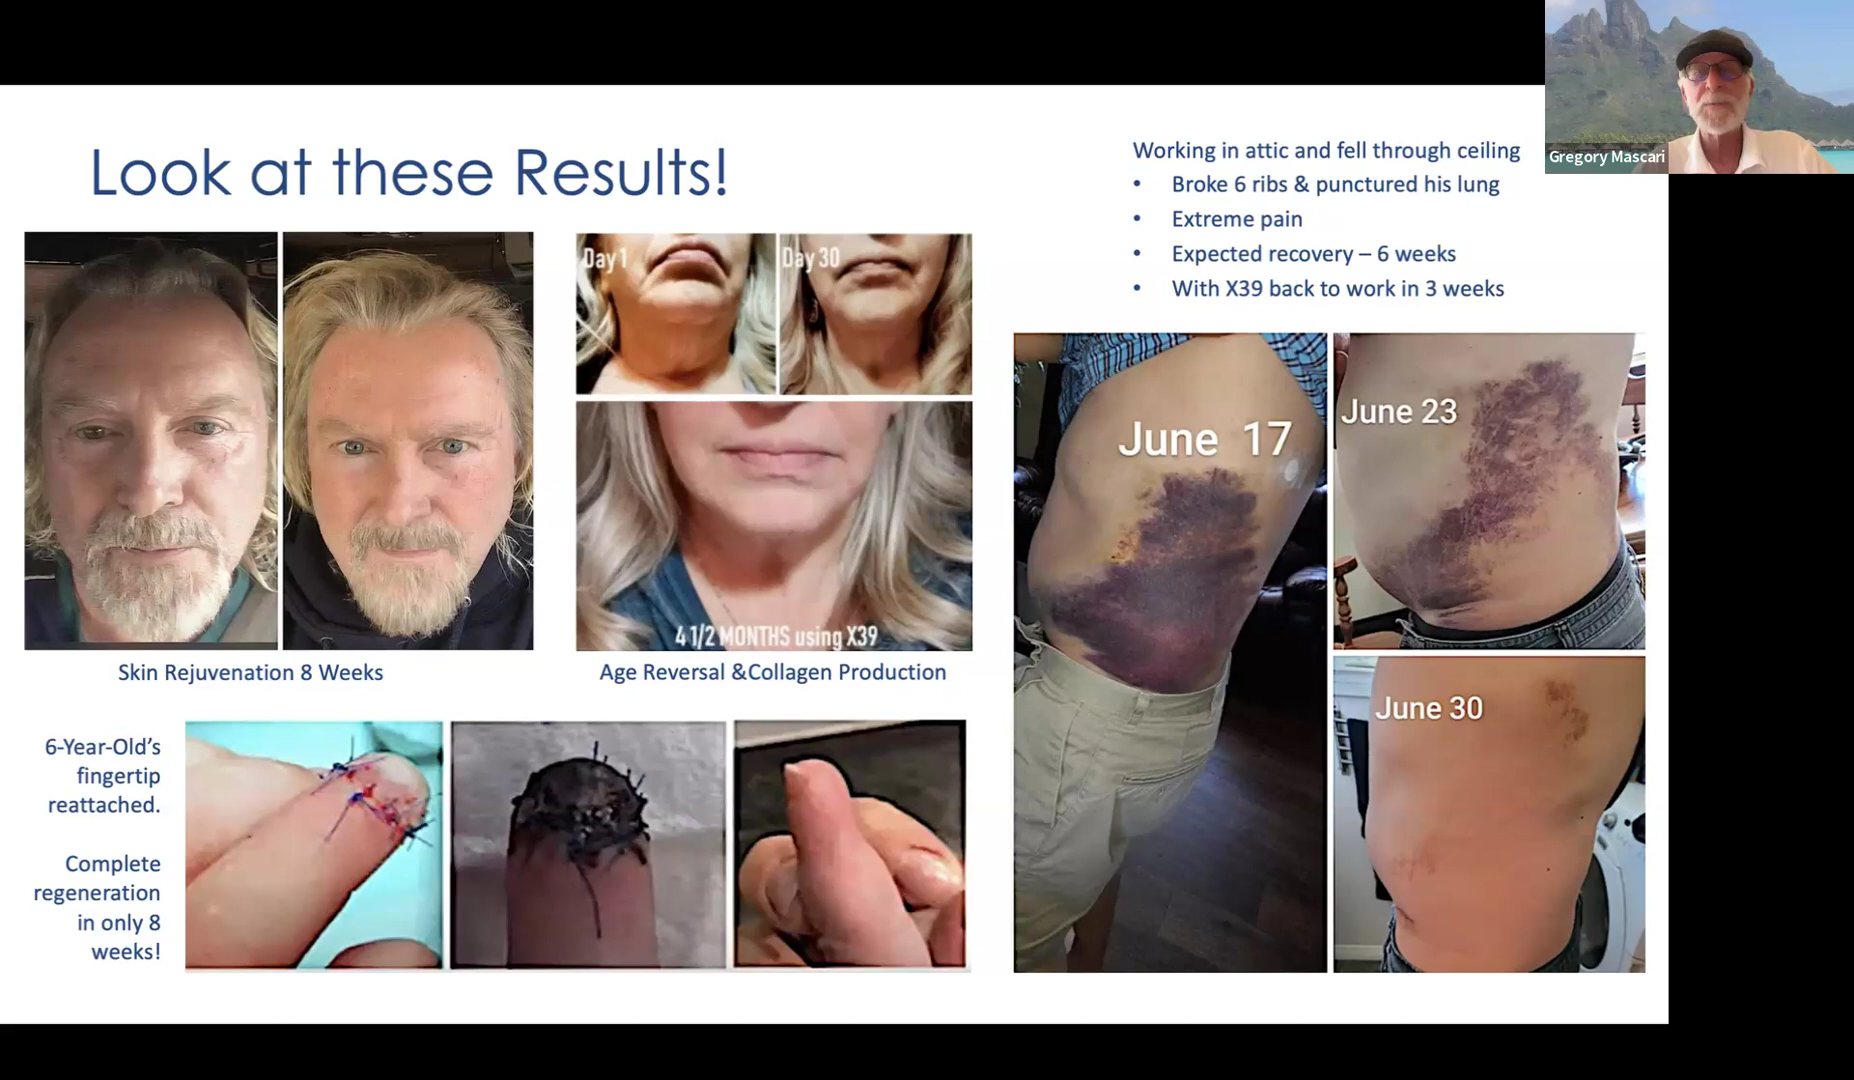 Look at these Results!
Working in attic and fell through ceiling
• Broke 6 ribs & punctured his lung
• Extreme pain
• Expected recovery – 6 weeks
• With X39 back to work in 3 weeks
Gregory Mascari
Day 1
Day 30
4 1/2 MONTHS using X39
Skin Rejuvenation 8 Weeks
Age Reversal &Collagen Production
June 17
June 23
June 30
6-Year-Old’s
fingertip
reattached.
Complete
regeneration
in only 8
weeks!